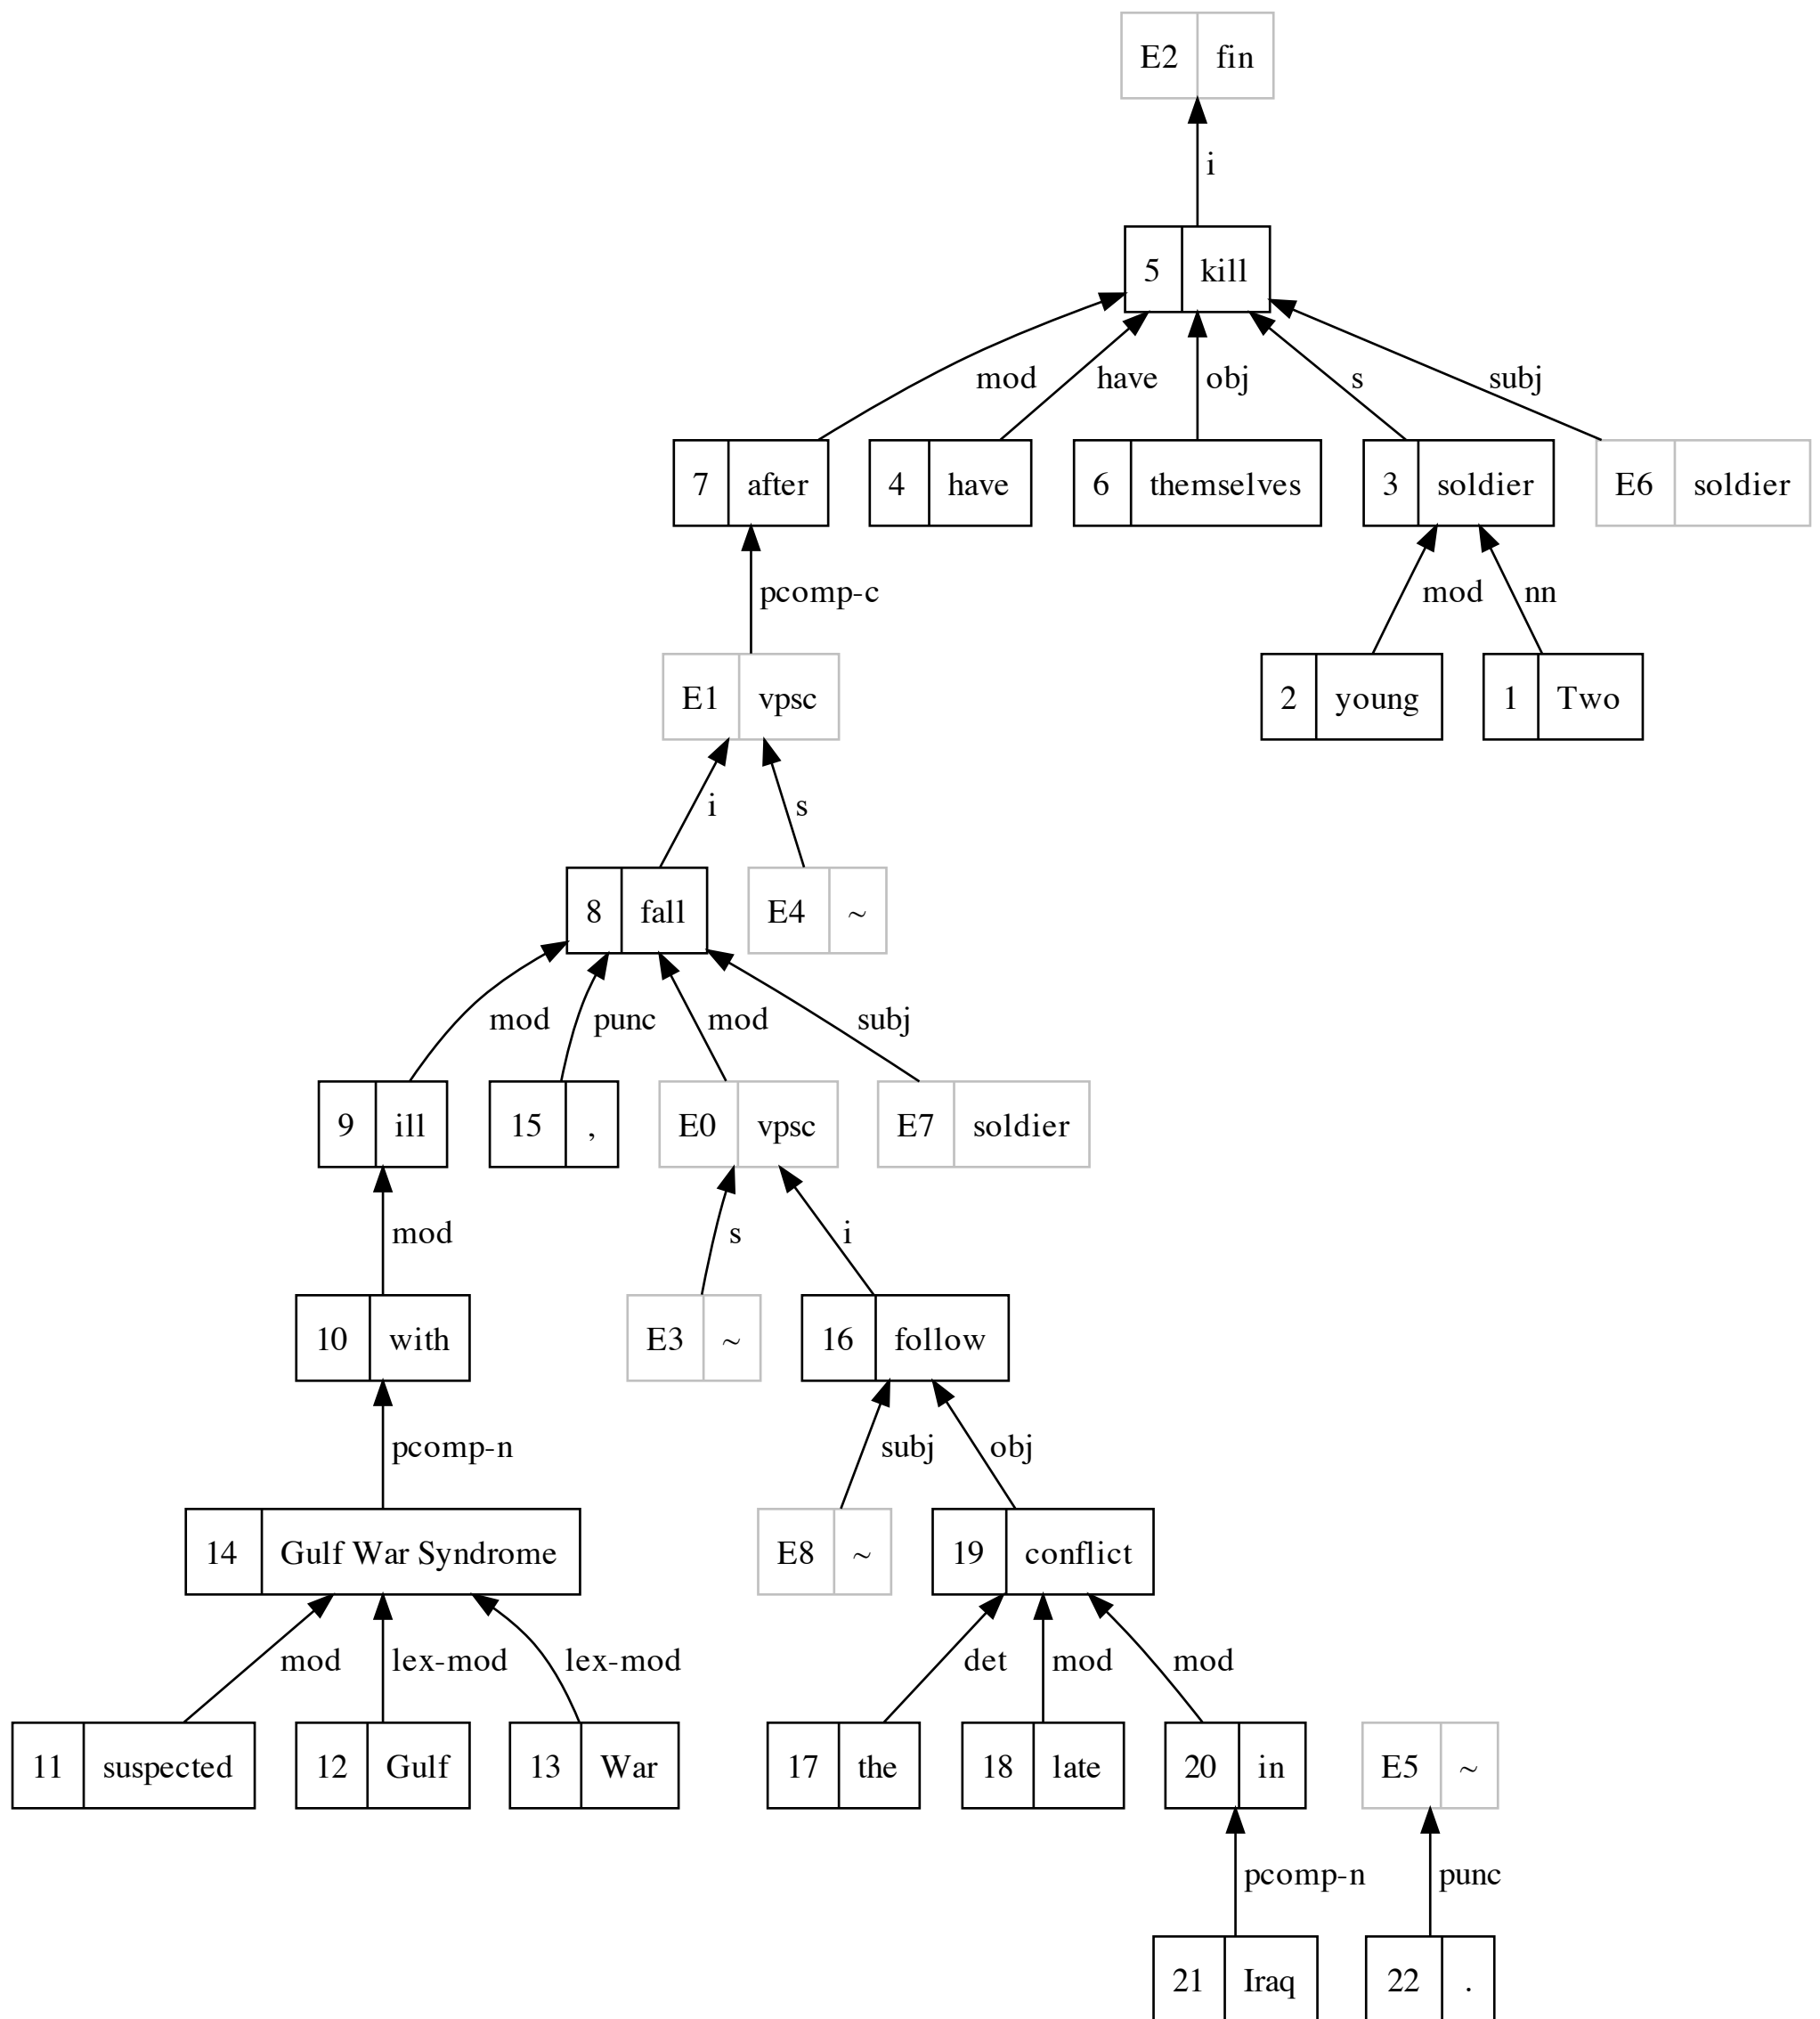 E2 fin
i
5 kill
mod have obj s subj
7 after 4 have 6 themselves 3 soldier E6 soldier
pcomp-c mod nn
E1 vpsc 2 young 1 Two
i s
8 fall E4 ~
mod punc mod subj
9 ill 15 , E0 vpsc E7 soldier
mod s i
10 with E3 ~ 16 follow
pcomp-n subj obj
14 Gulf War Syndrome E8 ~ 19 conflict
mod lex-mod lex-mod det mod mod
11 suspected 12 Gulf 13 War 17 the 18 late 20 in E5 ~
pcomp-n punc
21 Iraq 22 .